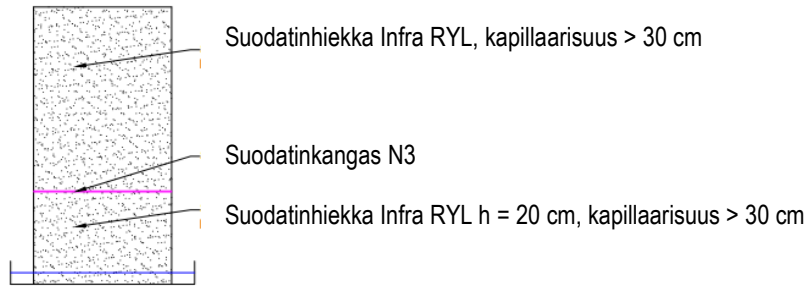 Suodatinhiekka Infra RYL, kapillaarisuus > 30 cm
Suodatinkangas N3
Suodatinhiekka Infra RYL h = 20 cm, kapillaarisuus > 30 cm